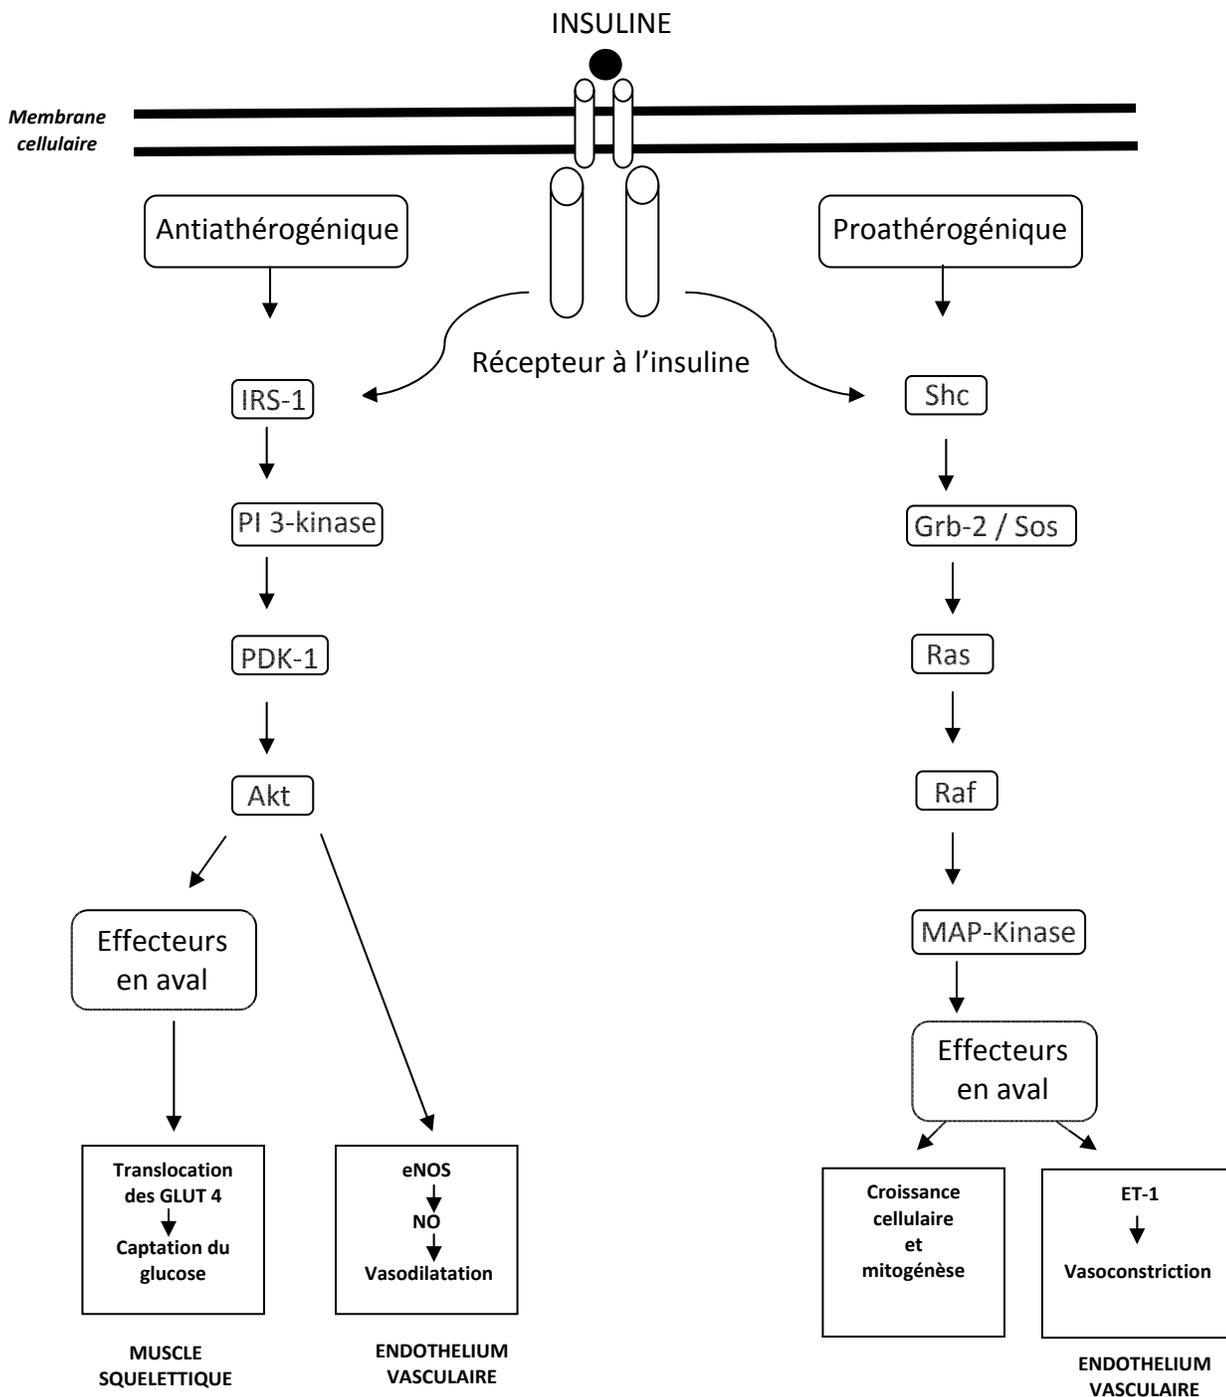 INSULINE
Membrane
cellulaire
Antiathérogénique
Proathérogénique
Récepteur à l'insuline
IRS-1
Shc
PI 3-kinase
Grb-2 / Sos
PDK-1
Ras
Akt
Raf
Effecteurs
en aval
MAP-Kinase
Effecteurs
en aval
Translocation
des GLUT 4
Captation du
glucose
eNOS
NO
Vasodilatation
Croissance
cellulaire
et
mitogénèse
ET-1
Vasoconstriction
MUSCLE
SQUELETTIQUE
ENDOTHELIUM
VASCULAIRE
ENDOTHELIUM
VASCULAIRE